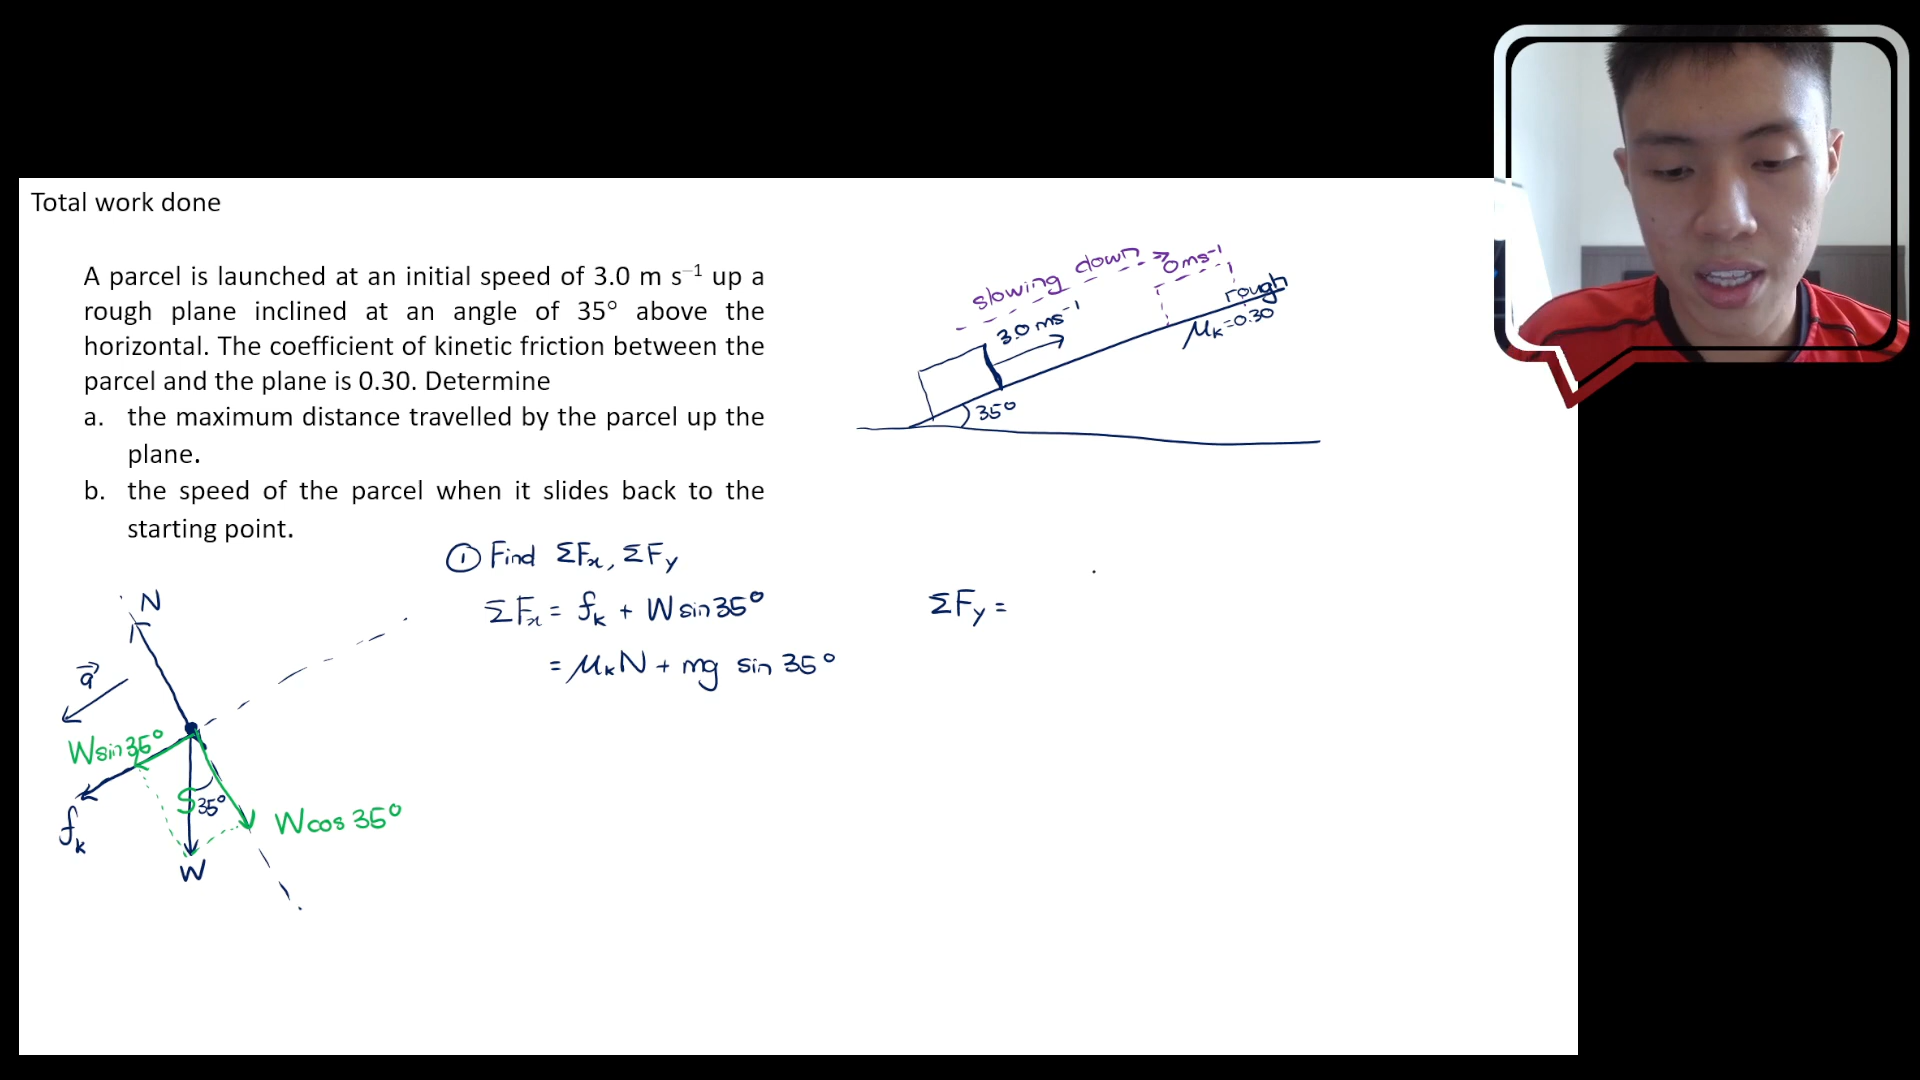 Total work done
A parcel is launched at an initial speed of 3.0 m s⁻¹ up a
rough plane inclined at an angle of 35° above the
horizontal. The coefficient of kinetic friction between the
parcel and the plane is 0.30. Determine
a. the maximum distance travelled by the parcel up the
plane.
b. the speed of the parcel when it slides back to the
starting point.
slowing down
0 ms⁻¹
3.0 ms⁻¹
rough
μk = 0.30
35°
① Find ΣFx, ΣFy
ΣFx = fk + W sin 35°
= μkN + mg sin 35°
ΣFy =
N
a⃗
W sin 35°
fk
35°
W cos 35°
W